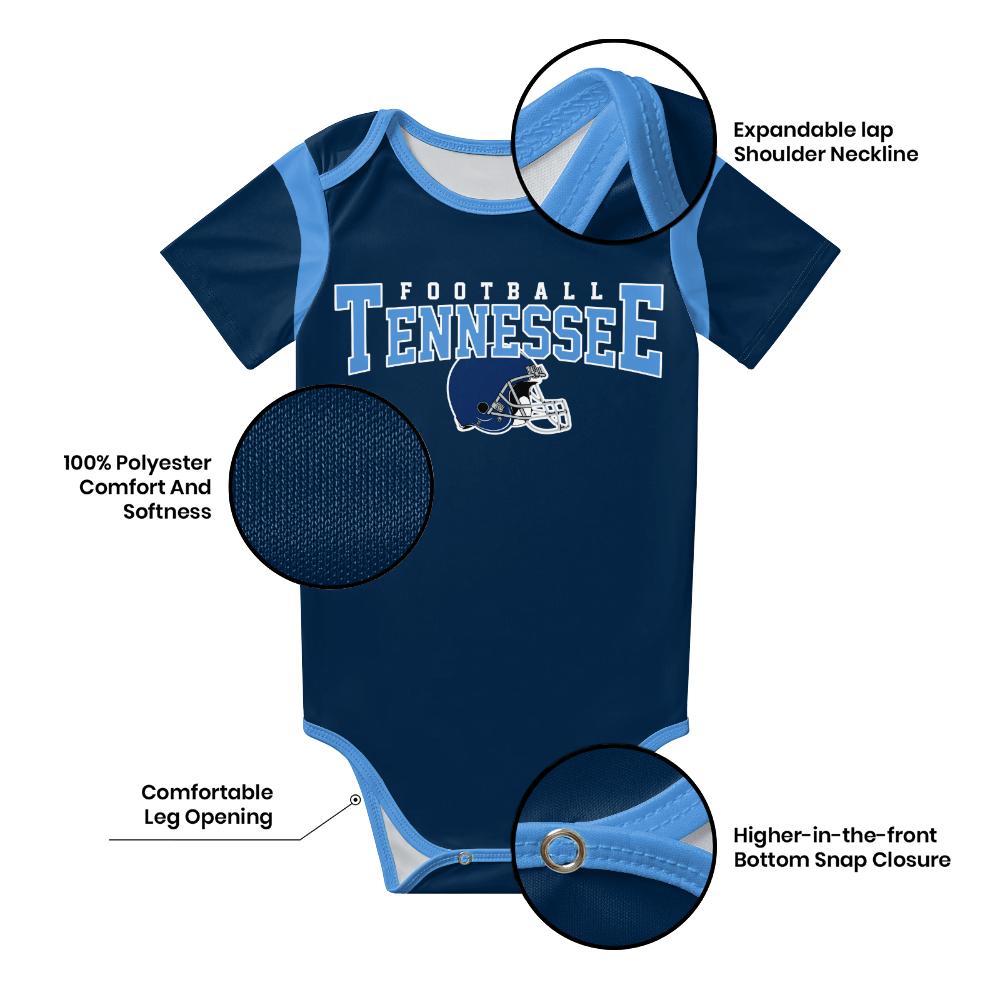 Expandable lap
Shoulder Neckline
FOOTBALL
TENNESSEE
100% Polyester
Comfort And
Softness
Comfortable
Leg Opening
Higher-in-the-front
Bottom Snap Closure